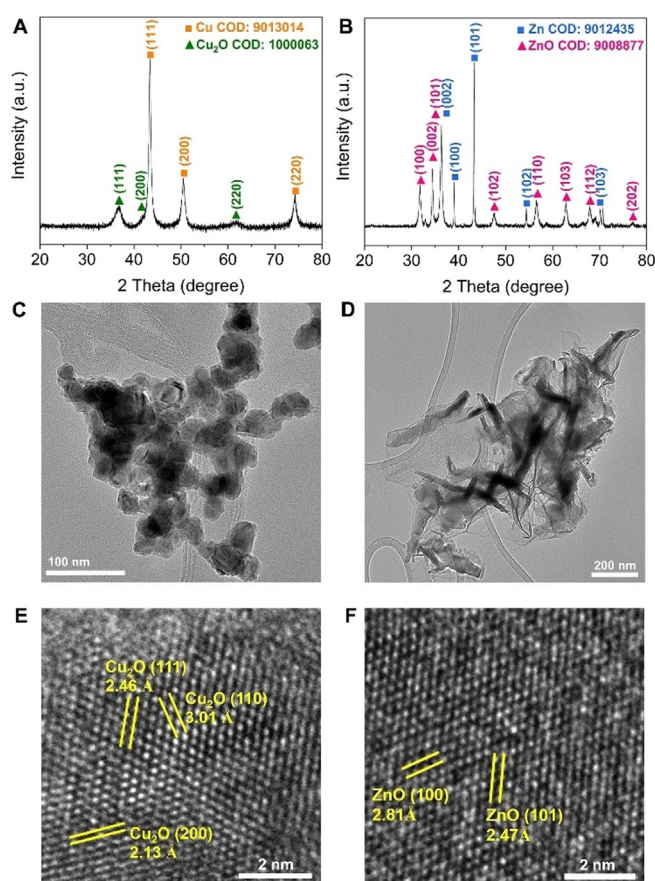 A
Cu COD: 9013014
Cu₂O COD: 1000063
(111)
(200)
(111)
(200)
(220)
(220)
Intensity (a.u.)
20 30 40 50 60 70 80
2 Theta (degree)
B
Zn COD: 9012435
ZnO COD: 9008877
(100)
(002)
(101)
(002)
(100)
(101)
(102)
(102)
(110)
(103)
(112)
(103)
(202)
Intensity (a.u.)
20 30 40 50 60 70 80
2 Theta (degree)
C
100 nm
D
200 nm
E
Cu₂O (111)
2.46 Å
Cu₂O (110)
3.01 Å
Cu₂O (200)
2.13 Å
2 nm
F
ZnO (100)
2.81Å
ZnO (101)
2.47Å
2 nm